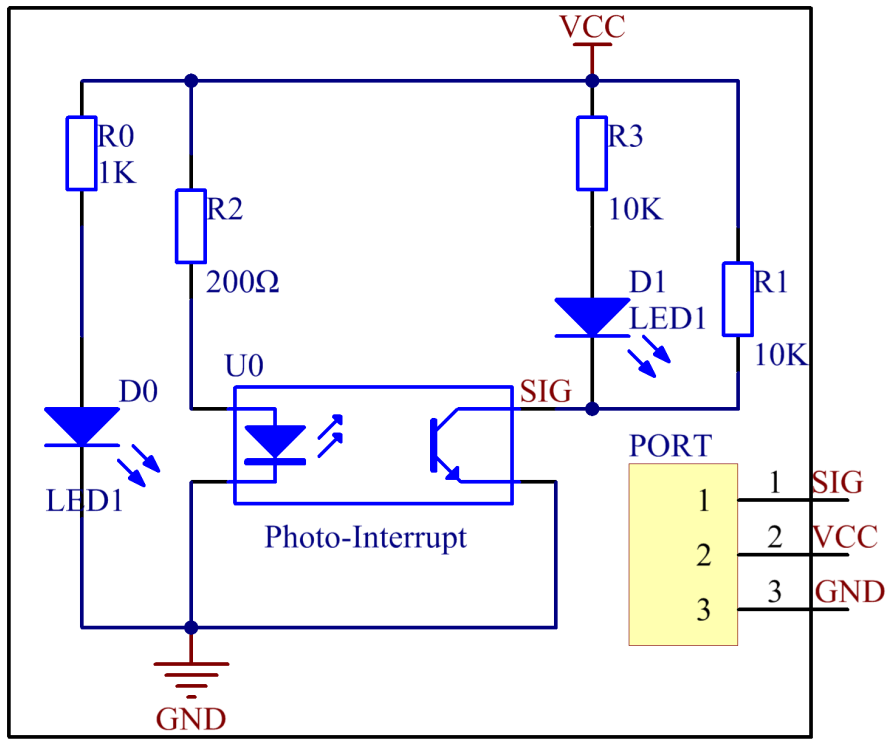 VCC
R0
1K
R3
10K
R2
200Ω
D1
LED1
R1
10K
U0
D0
LED1
SIG
Photo-Interrupt
PORT
1 1 SIG
2 2 VCC
3 3 GND
GND